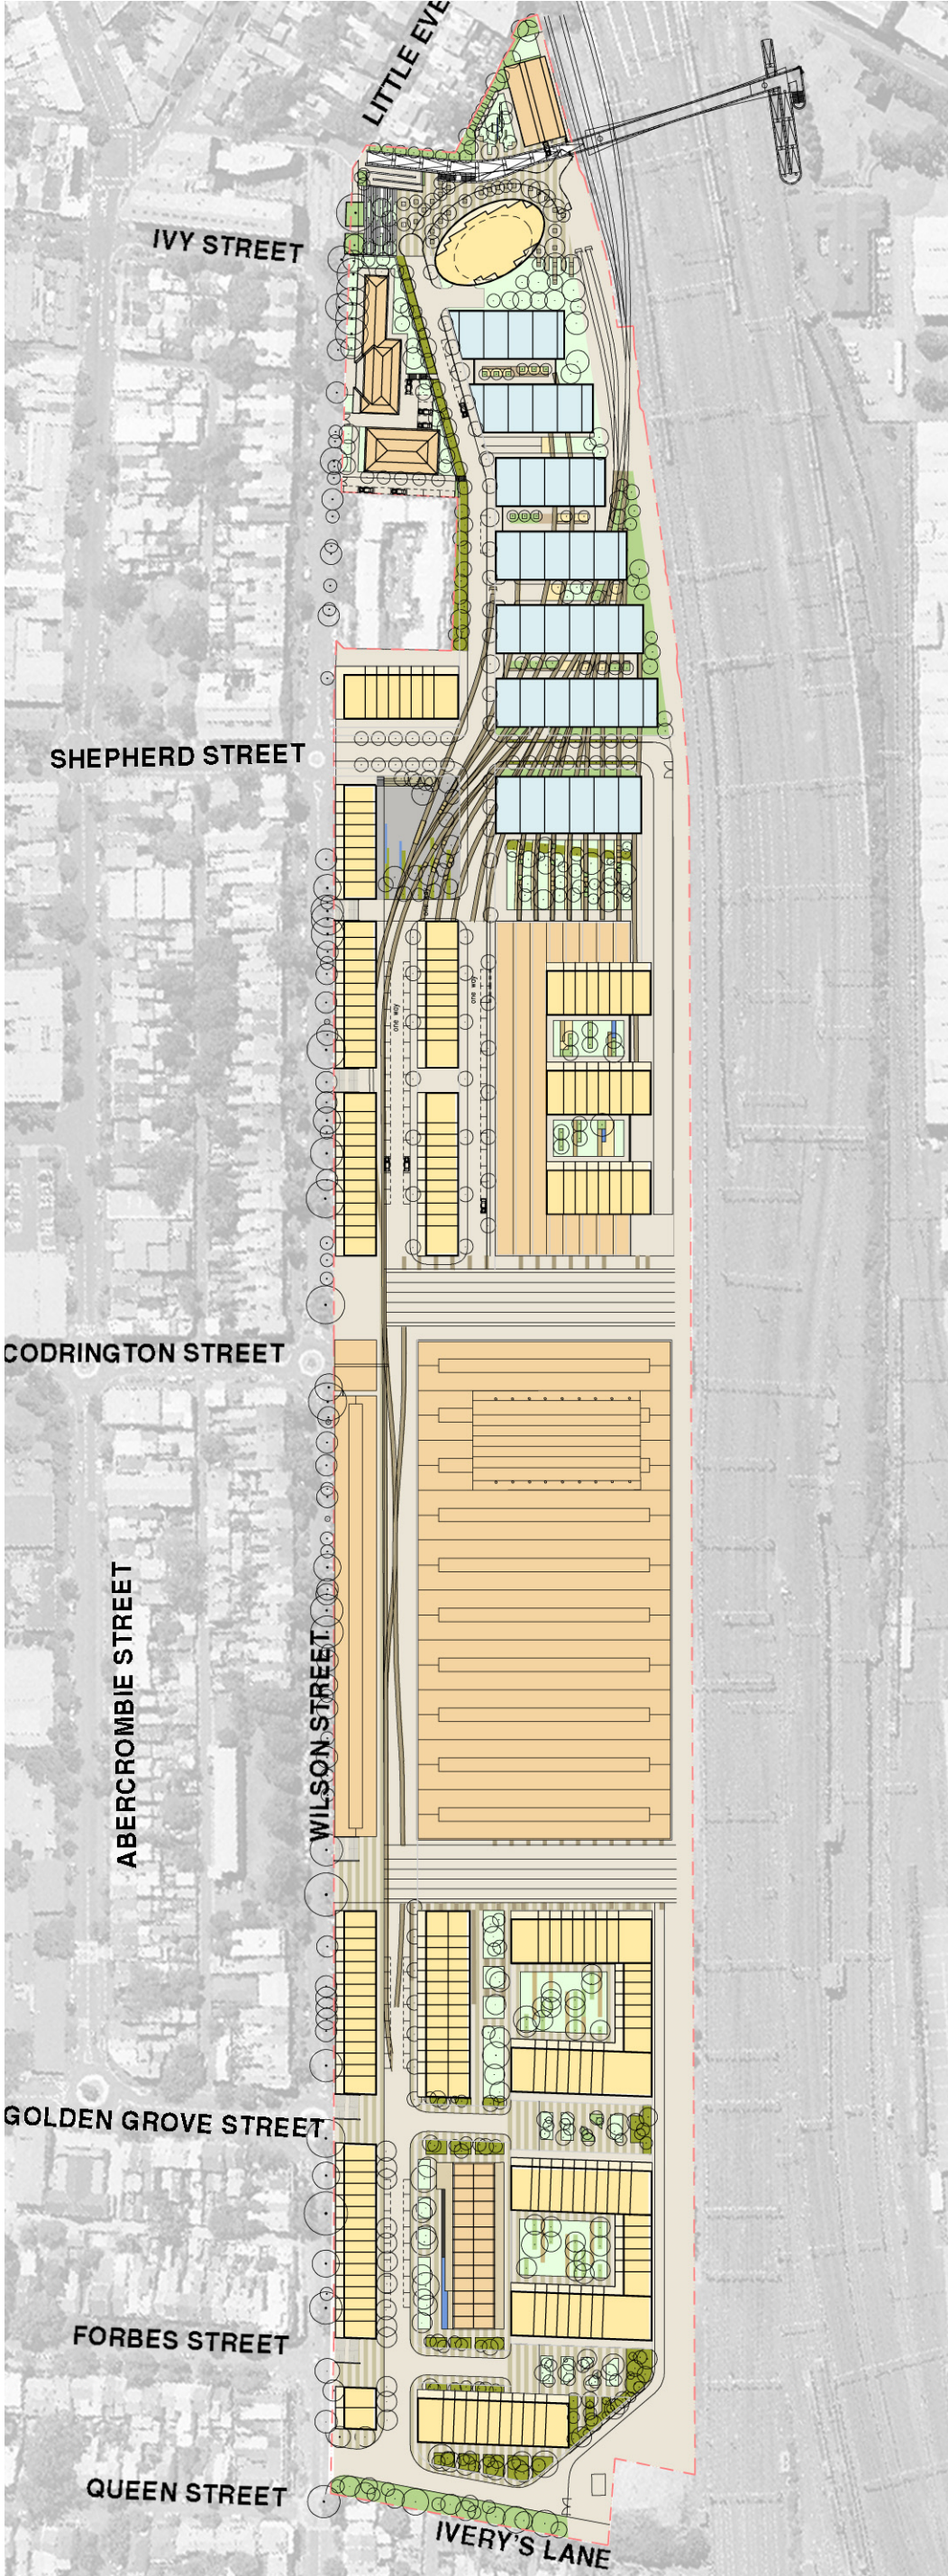 LITTLE EVE
IVY STREET
SHEPHERD STREET
one way
one way
CODRINGTON STREET
ABERCROMBIE STREET
WILSON STREET
GOLDEN GROVE STREET
FORBES STREET
QUEEN STREET
IVERY'S LANE